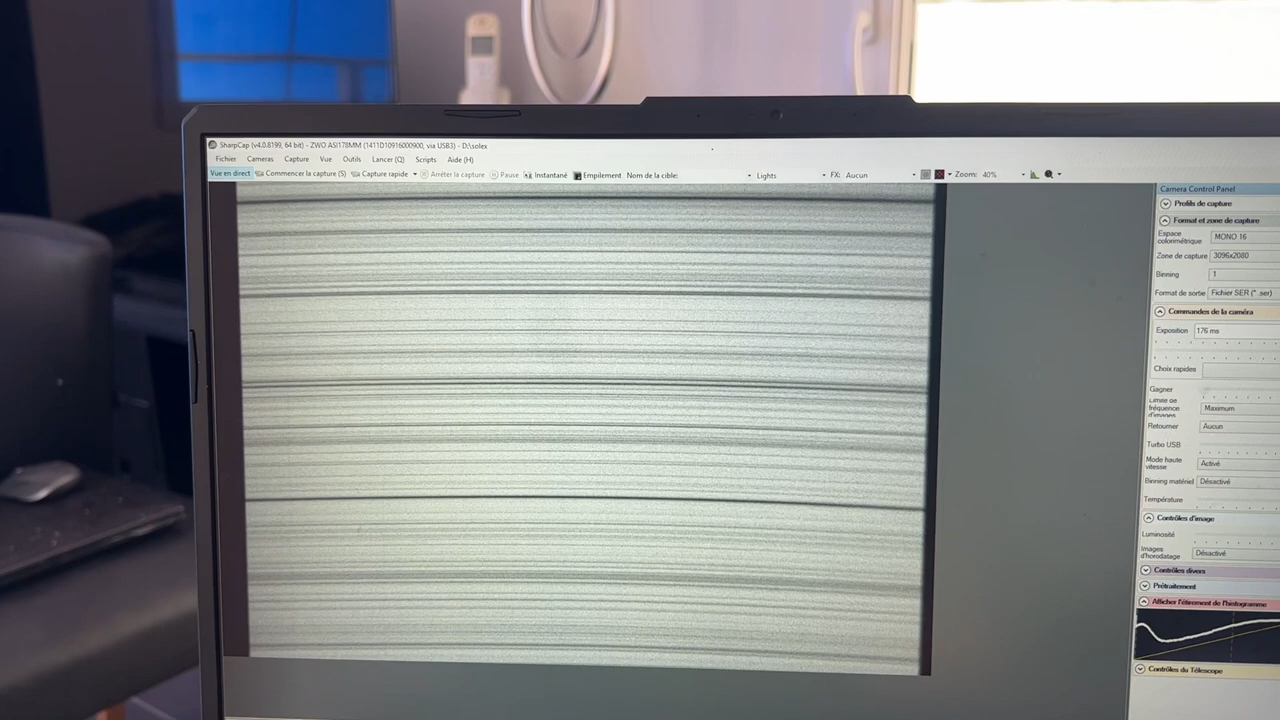 SharpCap (v4.0.8199, 64 bit) - ZWO ASI178MM (1411D10916000900, via USB3) - D:\solex
Fichier Cameras Capture Vue Outils Lancer (Q) Scripts Aide (H)
Vue en direct Commencer la capture (S) Capture rapide Arrêter la capture Pause Instantané Empilement Nom de la cible: Lights FX: Aucun Zoom: 40%
Camera Control Panel
Profils de capture
Format et zone de capture
Espace colorimétrique MONO 16
Zone de capture 3096x2080
Binning 1
Format de sortie Fichier SER (*.ser)
Commandes de la caméra
Exposition 176 ms
Choix rapides
Gagner
Limite de fréquence d'images Maximum
Retourner Aucun
Turbo USB
Mode haute vitesse Activé
Binning matériel Désactivé
Température
Contrôles d'image
Luminosité
Images d'horodatage Désactivé
Contrôles divers
Prétraitement
Afficher l'étirement de l'histogramme
Contrôles du Télescope